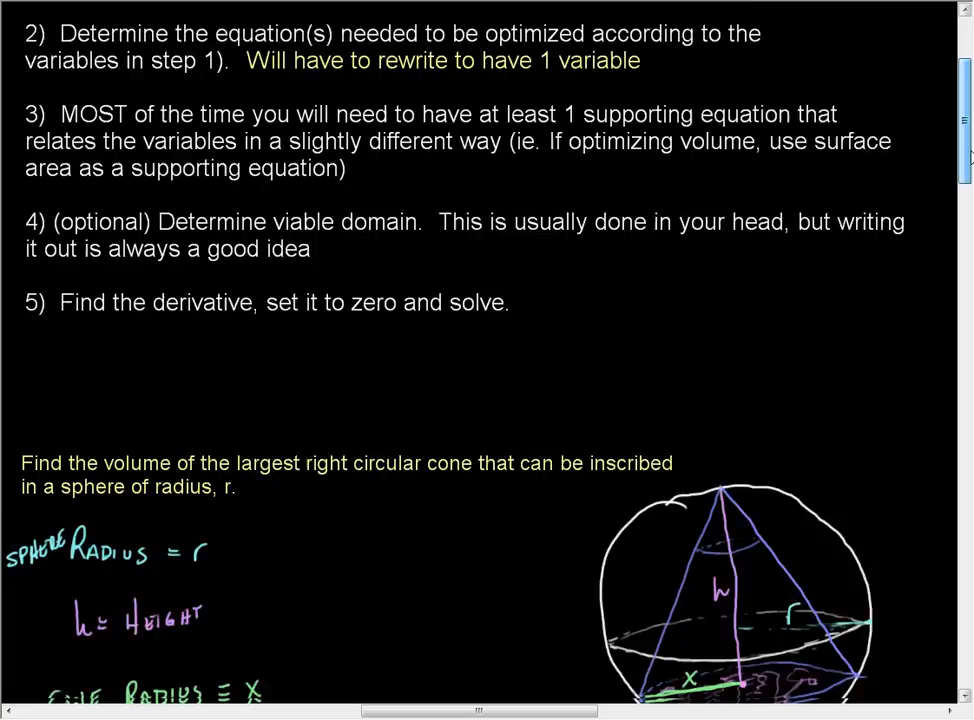 2) Determine the equation(s) needed to be optimized according to the
variables in step 1). Will have to rewrite to have 1 variable
3) MOST of the time you will need to have at least 1 supporting equation that
relates the variables in a slightly different way (ie. If optimizing volume, use surface
area as a supporting equation)
4) (optional) Determine viable domain. This is usually done in your head, but writing
it out is always a good idea
5) Find the derivative, set it to zero and solve.
Find the volume of the largest right circular cone that can be inscribed
in a sphere of radius, r.
SPHERE RADIUS = r
h = HEIGHT
RADIUS ≡ X
h
r
x